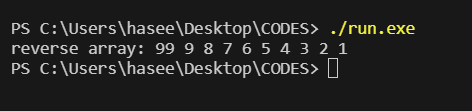 PS C:\Users\hasee\Desktop\CODES> ./run.exe
reverse array: 99 9 8 7 6 5 4 3 2 1
PS C:\Users\hasee\Desktop\CODES>